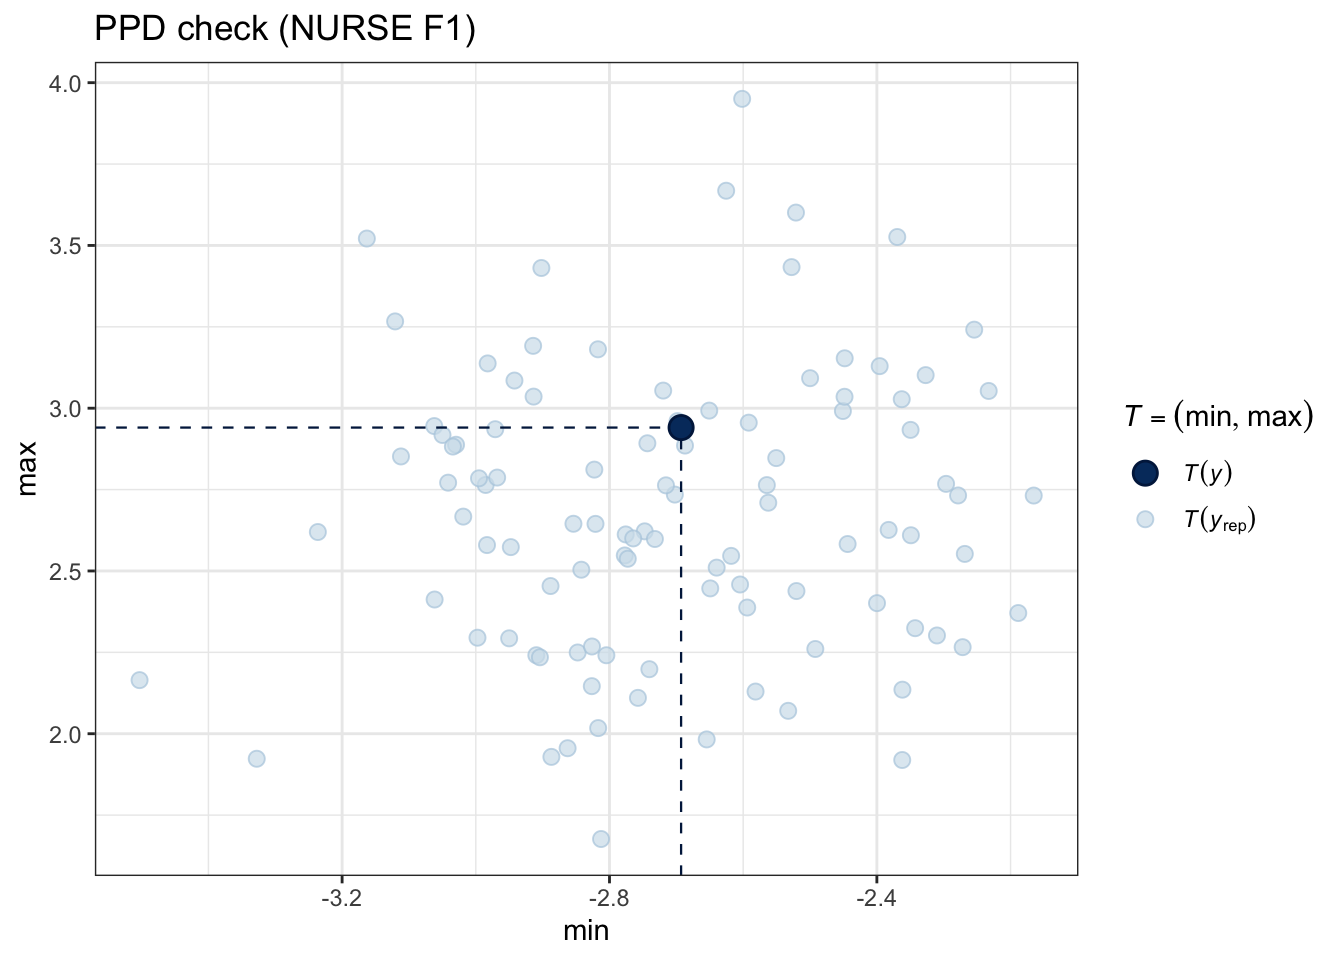 PPD check (NURSE F1)
4.0
3.5
3.0
2.5
2.0
max
-3.2
-2.8
-2.4
min
T = (min, max)
T(y)
T(yrep)